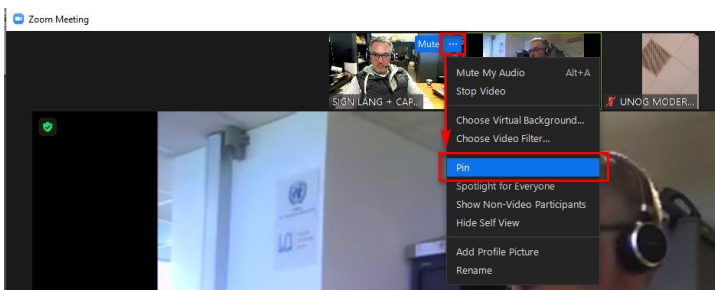 Zoom Meeting
Mute
...
SIGN LANG + CAP...
UNOG MODER...
Mute My Audio Alt+A
Stop Video
Choose Virtual Background...
Choose Video Filter...
Pin
Spotlight for Everyone
Show Non-Video Participants
Hide Self View
Add Profile Picture
Rename